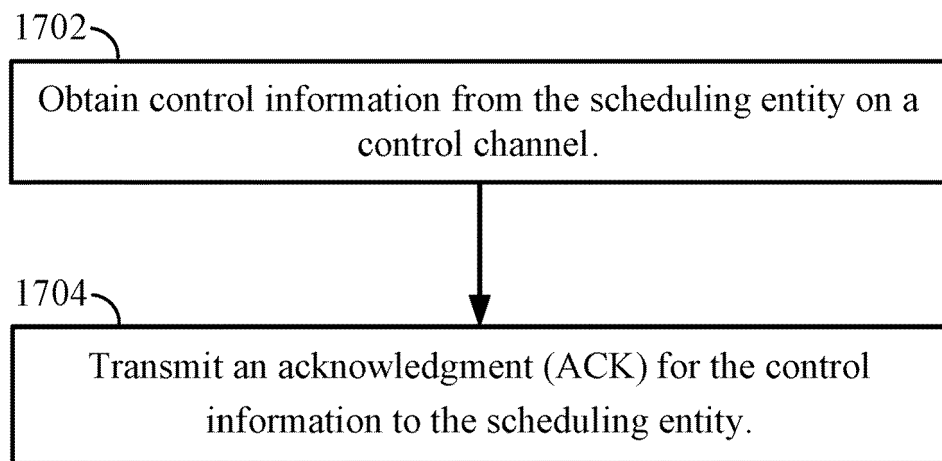 1702
Obtain control information from the scheduling entity on a
control channel.
1704
Transmit an acknowledgment (ACK) for the control
information to the scheduling entity.